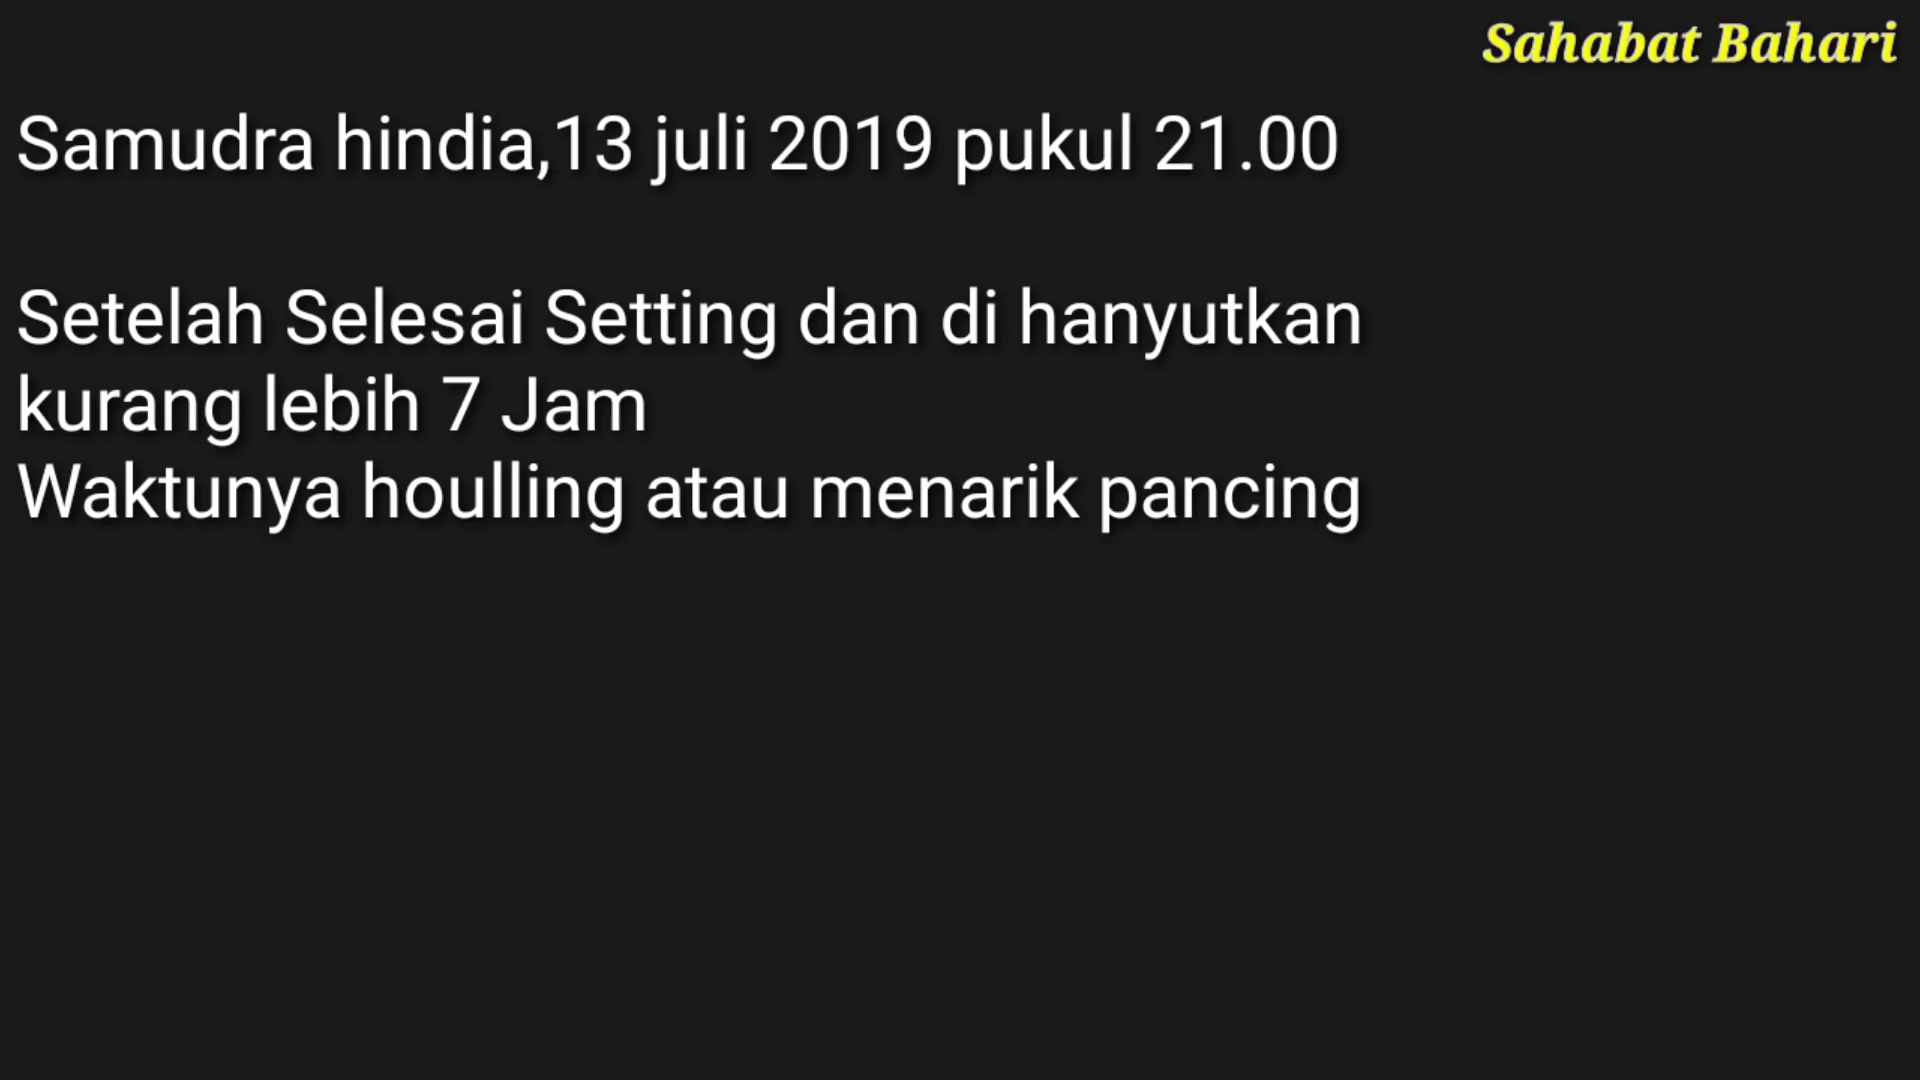 Sahabat Bahari
Samudra hindia,13 juli 2019 pukul 21.00
Setelah Selesai Setting dan di hanyutkan
kurang lebih 7 Jam
Waktunya houlling atau menarik pancing